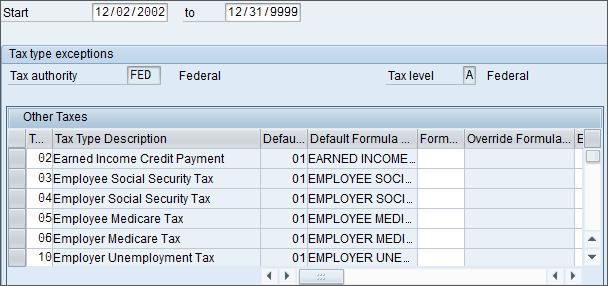 Start 12/02/2002 to 12/31/9999
Tax type exceptions
Tax authority FED Federal Tax level A Federal
Other Taxes
T... Tax Type Description Defau... Default Formula ... Form... Override Formula... E
02 Earned Income Credit Payment 01 EARNED INCOME...
03 Employee Social Security Tax 01 EMPLOYEE SOCI...
04 Employer Social Security Tax 01 EMPLOYER SOCI...
05 Employee Medicare Tax 01 EMPLOYEE MEDI...
06 Employer Medicare Tax 01 EMPLOYER MEDI...
10 Employer Unemployment Tax 01 EMPLOYER UNE...